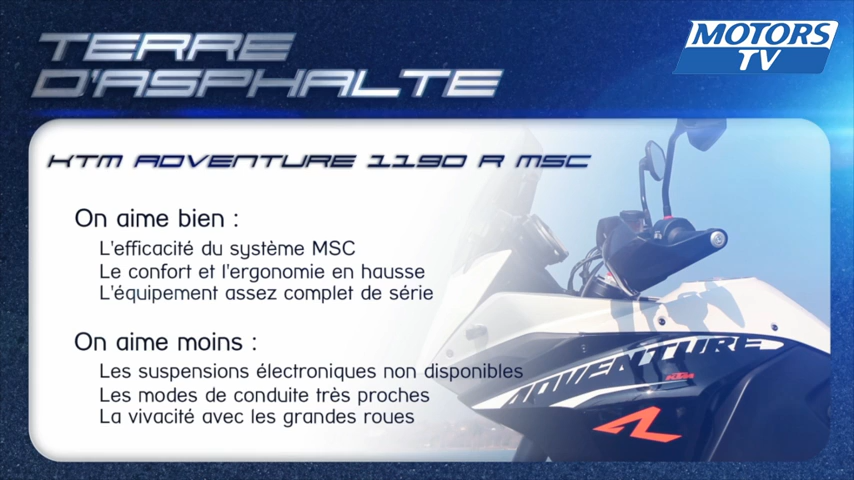 TERRE
D'ASPHALTE
MOTORS
TV
KTM ADVENTURE 1190 R MSC
On aime bien :
L'efficacité du système MSC
Le confort et l'ergonomie en hausse
L'équipement assez complet de série
On aime moins :
Les suspensions électroniques non disponibles
Les modes de conduite très proches
La vivacité avec les grandes roues
ADVENTURE
KTM
R